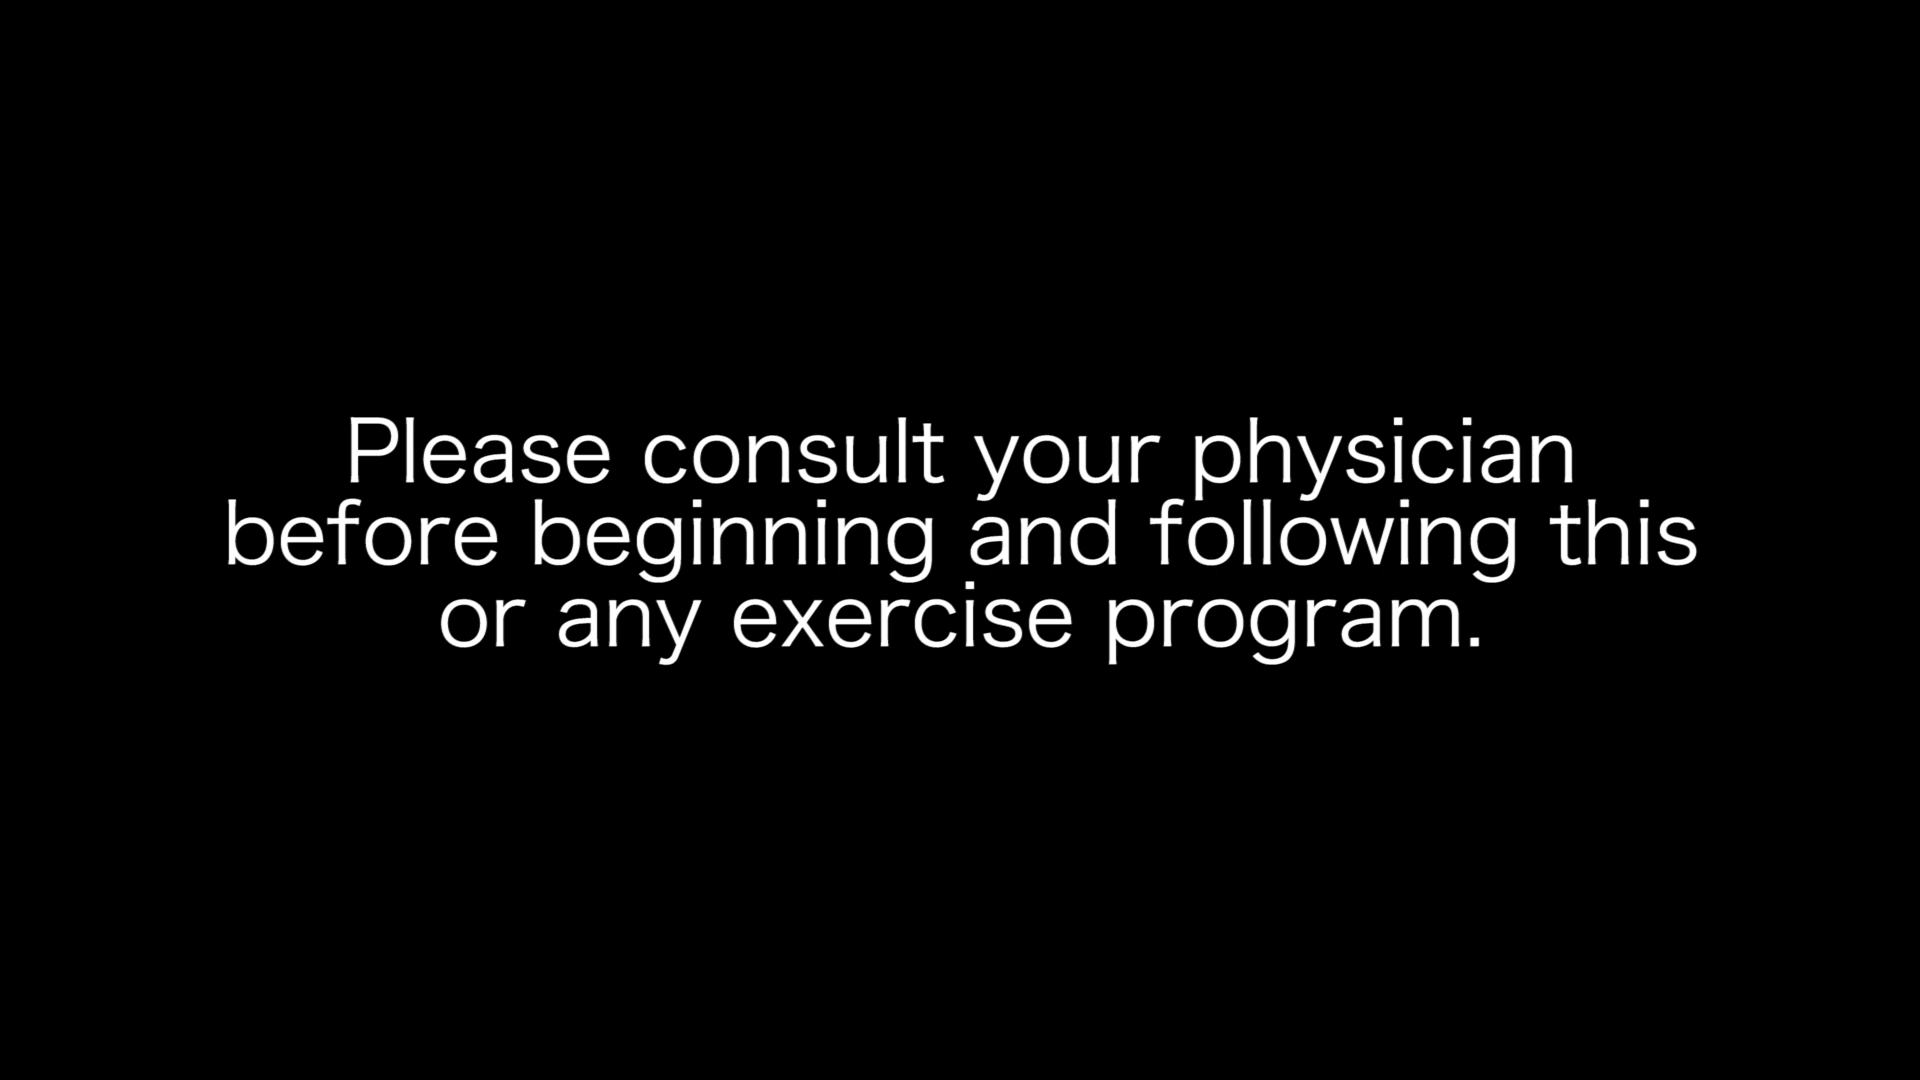 Please consult your physician
before beginning and following this
or any exercise program.